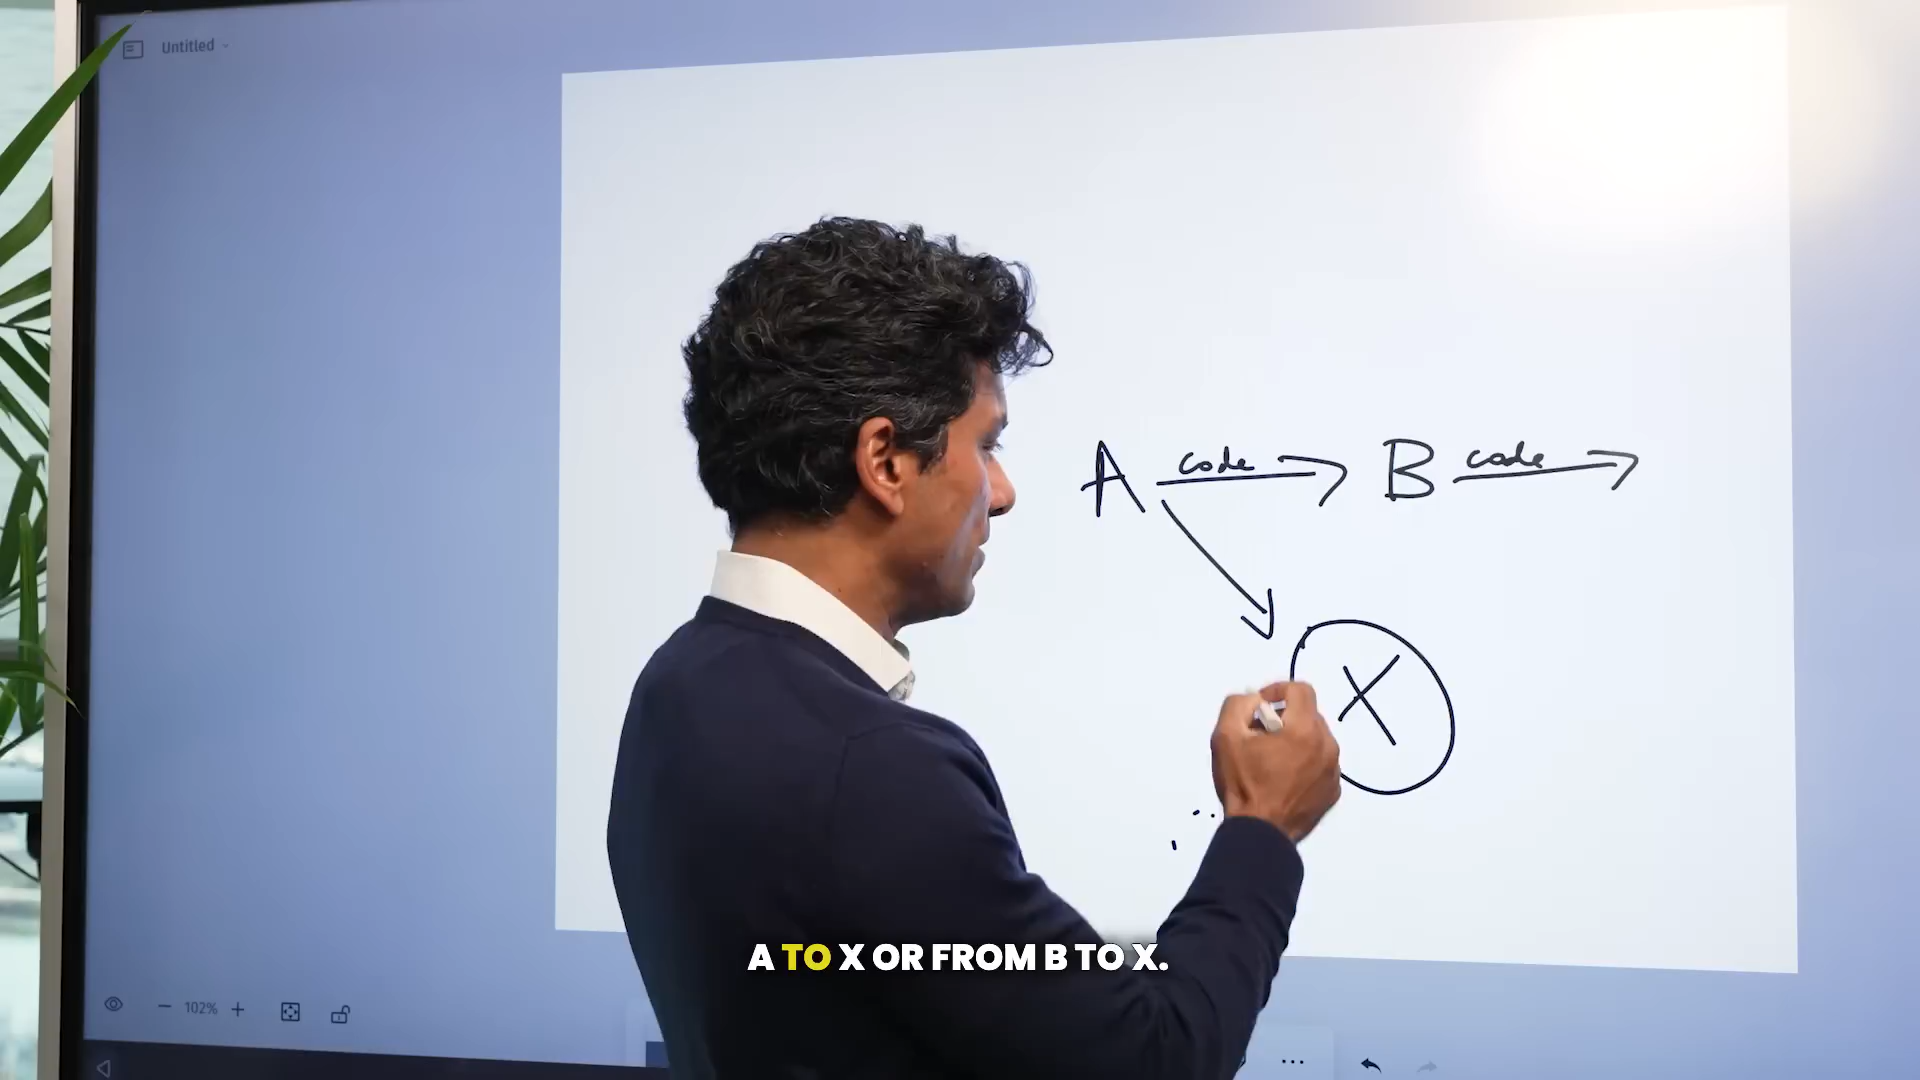 Untitled
A code B code
X
A TO X OR FROM B TO X.
102%